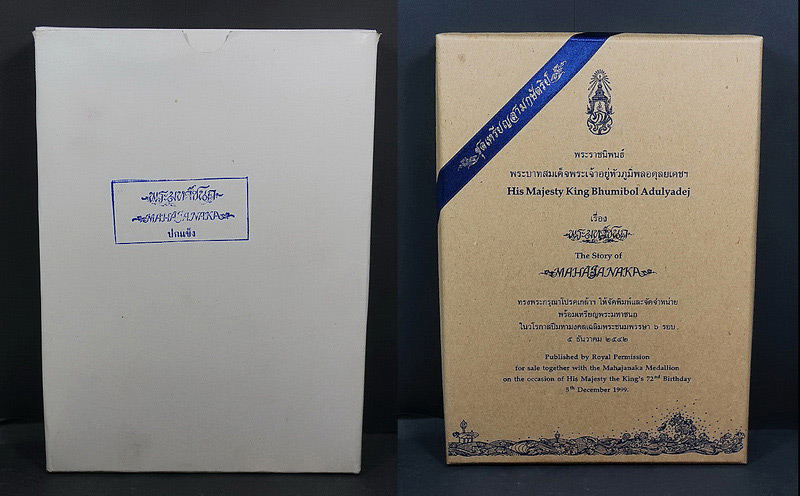 พระมหาชนก
MAHAJANAKA
ปกแข็ง
พระราชนิพนธ์
พระบาทสมเด็จพระเจ้าอยู่หัวภูมิพลอดุลยเดชฯ
His Majesty King Bhumibol Adulyadej
เรื่อง
พระมหาชนก
The Story of
MAHAJANAKA
ทรงพระกรุณาโปรดเกล้าฯ ให้จัดพิมพ์และจัดจำหน่าย
พร้อมเหรียญพระมหาชนก
ในวโรกาสปีมหามงคลเฉลิมพระชนมพรรษา ๖ รอบ
๕ ธันวาคม ๒๕๔๒
Published by Royal Permission
for sale together with the Mahajanaka Medallion
on the occasion of His Majesty the King's 72nd Birthday
5th December 1999.